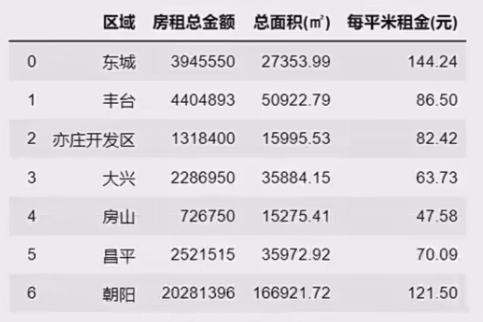 区域 房租总金额 总面积(㎡) 每平米租金(元)
0 东城 3945550 27353.99 144.24
1 丰台 4404893 50922.79 86.50
2 亦庄开发区 1318400 15995.53 82.42
3 大兴 2286950 35884.15 63.73
4 房山 726750 15275.41 47.58
5 昌平 2521515 35972.92 70.09
6 朝阳 20281396 166921.72 121.50